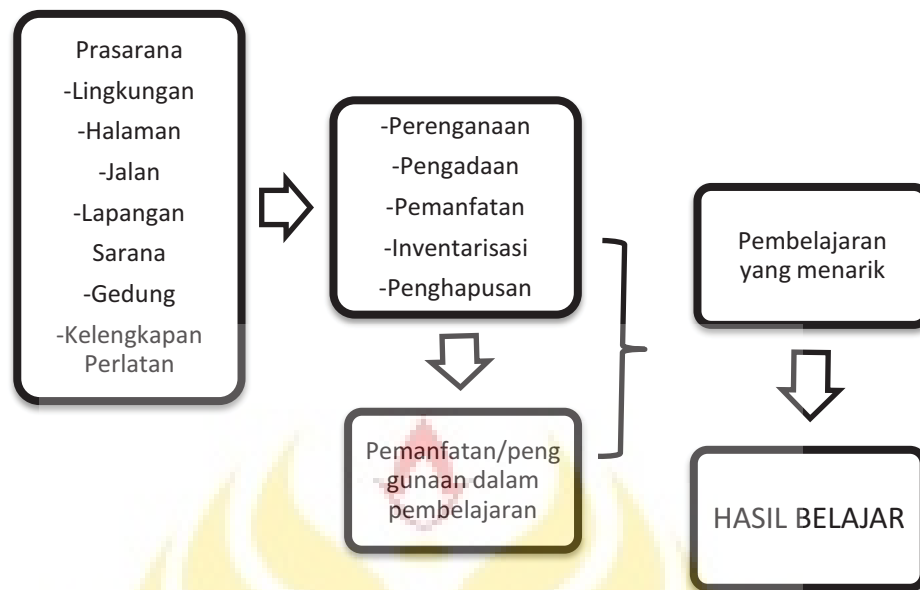 Prasarana
-Lingkungan
-Halaman
-Jalan
-Lapangan
Sarana
-Gedung
-Kelengkapan
Perlatan
-Perenganaan
-Pengadaan
-Pemanfatan
-Inventarisasi
-Penghapusan
Pemanfatan/peng
gunaan dalam
pembelajaran
Pembelajaran
yang menarik
HASIL BELAJAR